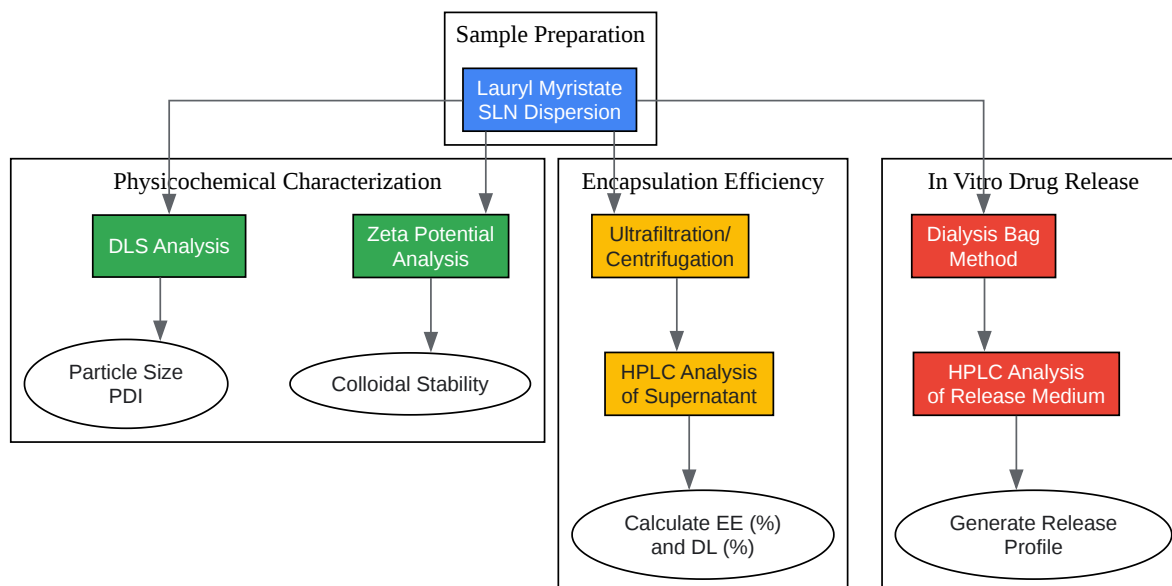 Sample Preparation
Lauryl Myristate
SLN Dispersion
Physicochemical Characterization
DLS Analysis
Zeta Potential
Analysis
Particle Size
PDI
Colloidal Stability
Encapsulation Efficiency
Ultrafiltration/
Centrifugation
HPLC Analysis
of Supernatant
Calculate EE (%)
and DL (%)
In Vitro Drug Release
Dialysis Bag
Method
HPLC Analysis
of Release Medium
Generate Release
Profile